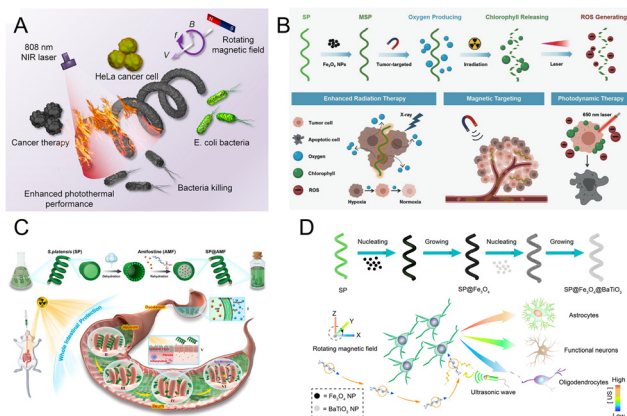 A
808 nm
NIR laser
B
f
V
Rotating
magnetic field
HeLa cancer cell
Cancer therapy
E. coli bacteria
Enhanced photothermal
performance
Bacteria killing
B
SP
MSP
Oxygen Producing
Chlorophyll Releasing
ROS Generating
Fe₃O₄ NPs
Tumor-targeted
Irradiation
Laser
Enhanced Radiation Therapy
Magnetic Targeting
Photodynamic Therapy
Tumor cell
Apoptotic cell
Oxygen
Chlorophyll
ROS
X-ray
Hypoxia
Normoxia
650 nm laser
C
S.platensis (SP)
Amifostine (AMF)
SP@AMF
Dehydration
Rehydration
Whole Intestinal Protection
D
Nucleating
Growing
Nucleating
Growing
SP
SP@Fe₃O₄
SP@Fe₃O₄@BaTiO₃
Z
Y
X
Rotating magnetic field
Astrocytes
Functional neurons
Oligodendrocytes
Ultrasonic wave
= Fe₃O₄ NP
= BaTiO₃ NP
High
[ US ]
Low